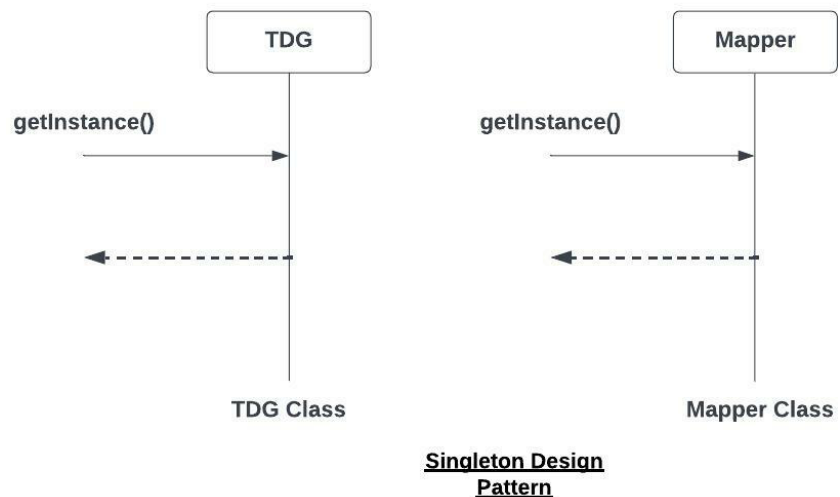 TDG
Mapper
getInstance()
getInstance()
TDG Class
Mapper Class
Singleton Design
Pattern